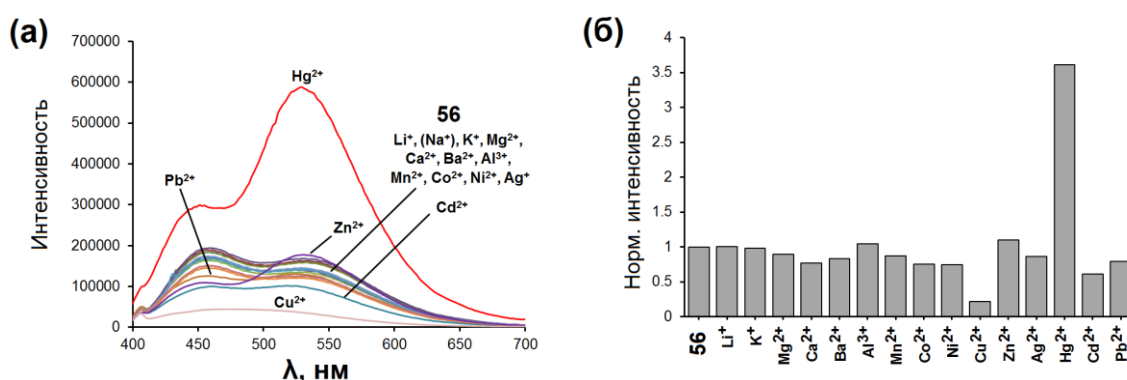 (а)
Интенсивность
700000
600000
500000
400000
300000
200000
100000
0
400
450
500
550
600
650
700
λ, нм
Hg²⁺
56
Li⁺, (Na⁺), K⁺, Mg²⁺,
Ca²⁺, Ba²⁺, Al³⁺,
Mn²⁺, Co²⁺, Ni²⁺, Ag⁺
Pb²⁺
Zn²⁺
Cd²⁺
Cu²⁺
(б)
Норм. интенсивность
4
3.5
3
2.5
2
1.5
1
0.5
0
56
Li⁺
K⁺
Mg²⁺
Ca²⁺
Ba²⁺
Al³⁺
Mn²⁺
Co²⁺
Ni²⁺
Cu²⁺
Zn²⁺
Ag²⁺
Hg²⁺
Cd²⁺
Pb²⁺